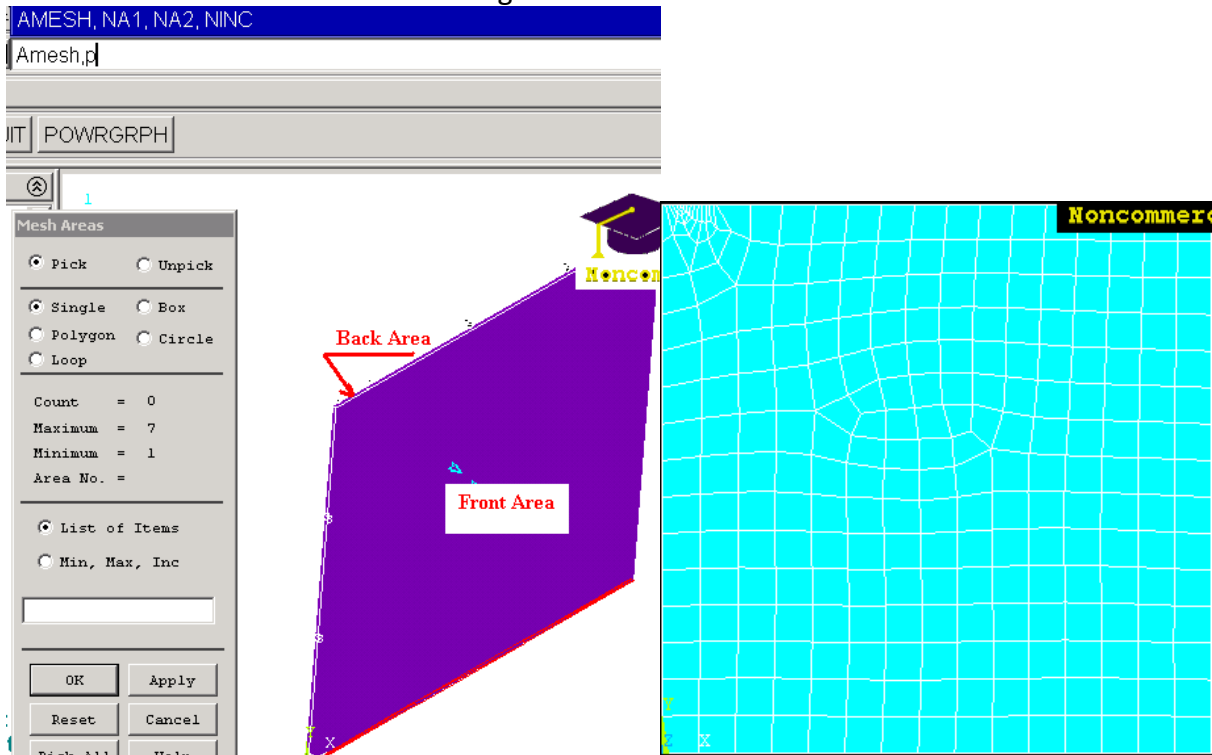 AMESH, NA1, NA2, NINC
Amesh,p
POWRGRPH
1
Mesh Areas
Pick Unpick
Single Box
Polygon Circle
Loop
Count = 0
Maximum = 7
Minimum = 1
Area No. =
List of Items
Min, Max, Inc
OK Apply
Reset Cancel
Help
Back Area
Front Area
Y
X
Noncommer
Y
Z X